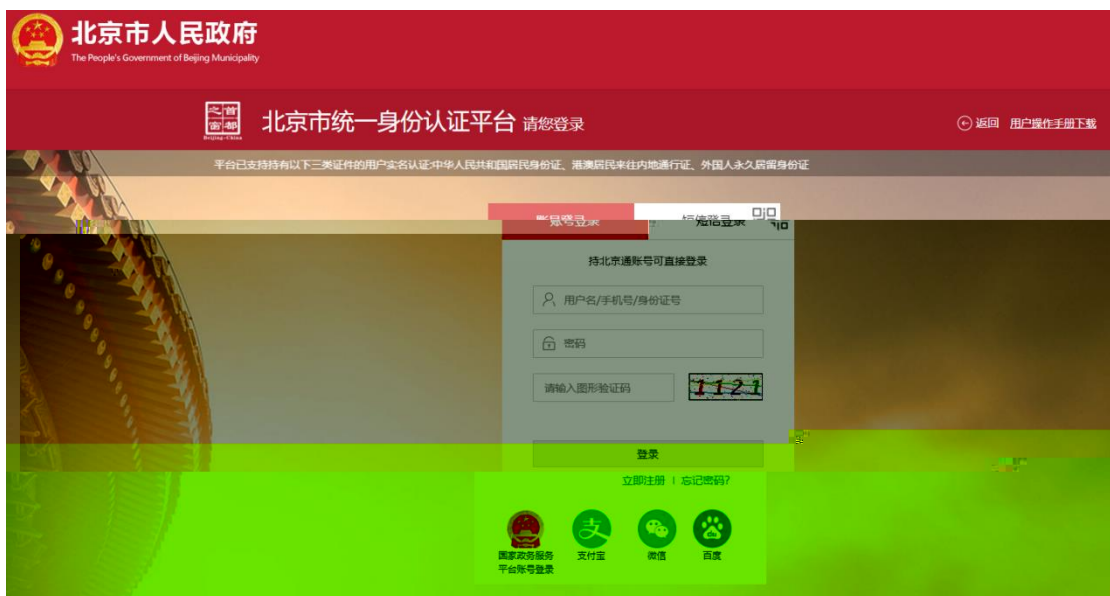 北京市人民政府
The People's Government of Beijing Municipality
之首
窗都
Beijing-China
北京市统一身份认证平台 请您登录
返回 用户操作手册下载
平台已支持持有以下三类证件的用户实名认证:中华人民共和国居民身份证、港澳居民来往内地通行证、外国人永久居留身份证
账号登录 短信登录
持北京通账号可直接登录
用户名/手机号/身份证号
密码
请输入图形验证码 1121
登录
立即注册 | 忘记密码?
国家政务服务
平台账号登录 支付宝 微信 百度